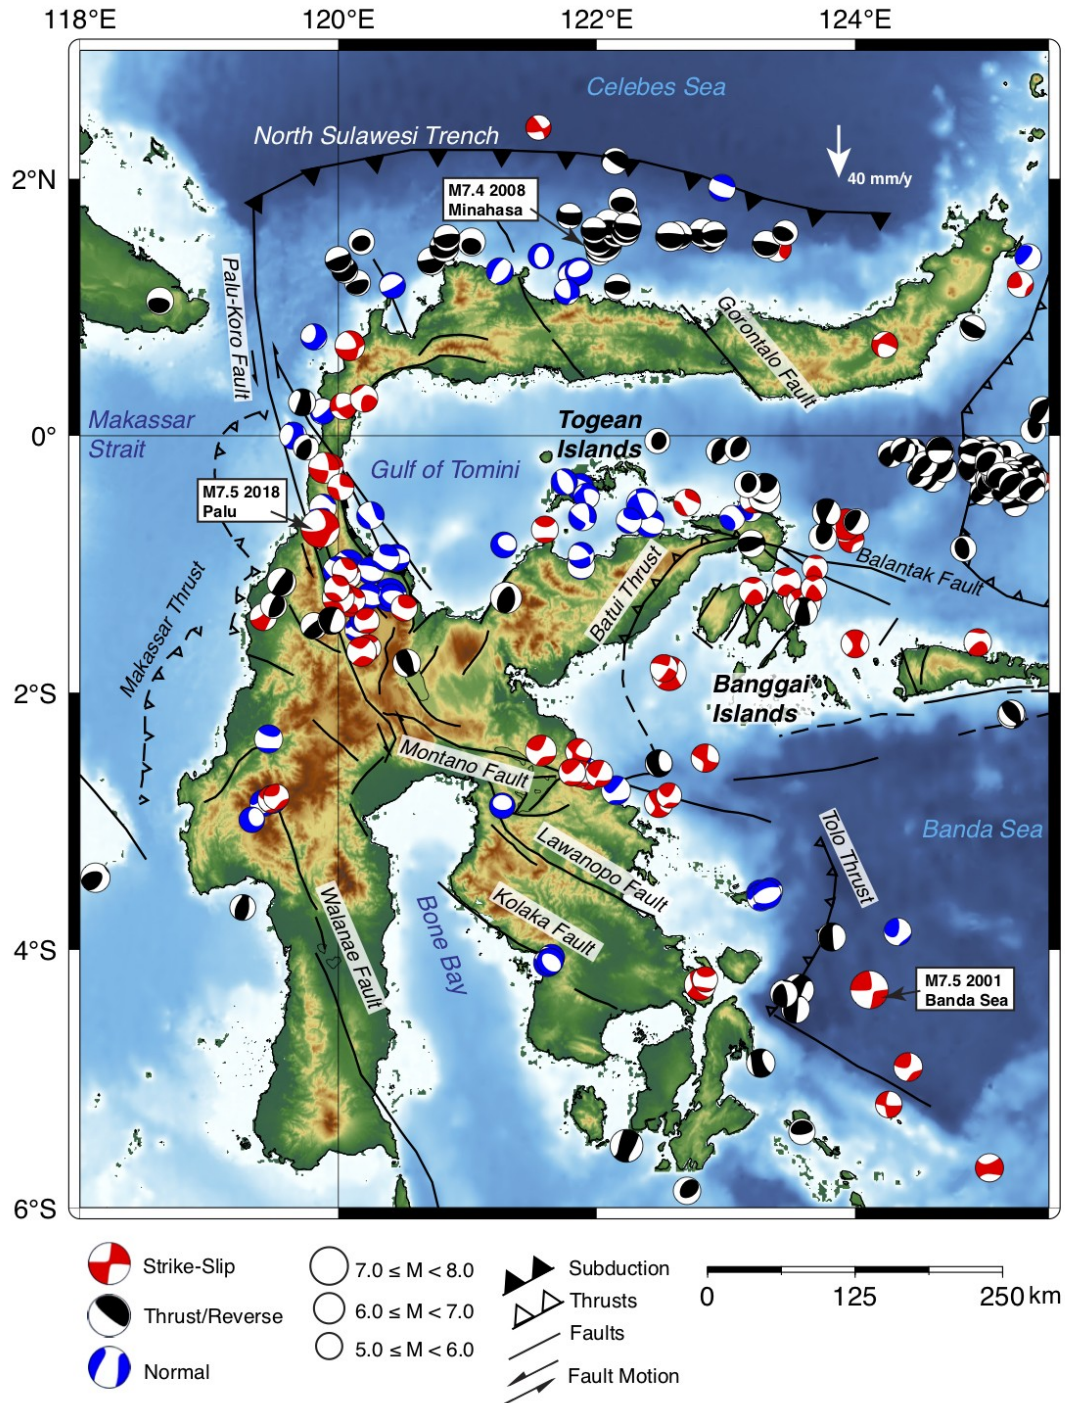 118°E 120°E 122°E 124°E
Celebes Sea
North Sulawesi Trench
2°N
40 mm/y
M7.4 2008
Minahasa
Palu-Koro Fault
Gorontalo Fault
Makassar
Strait
Togean
Islands
0°
Gulf of Tomini
M7.5 2018
Palu
Balantak Fault
Batui Thrust
Makassar Thrust
2°S
Banggai
Islands
Montano Fault
Tolo Thrust
Banda Sea
Lawanopo Fault
Kolaka Fault
Walanae Fault
Bone Bay
4°S
M7.5 2001
Banda Sea
6°S
Strike-Slip
Thrust/Reverse
Normal
7.0 ≤ M < 8.0
6.0 ≤ M < 7.0
5.0 ≤ M < 6.0
Subduction
Thrusts
Faults
Fault Motion
0 125 250 km